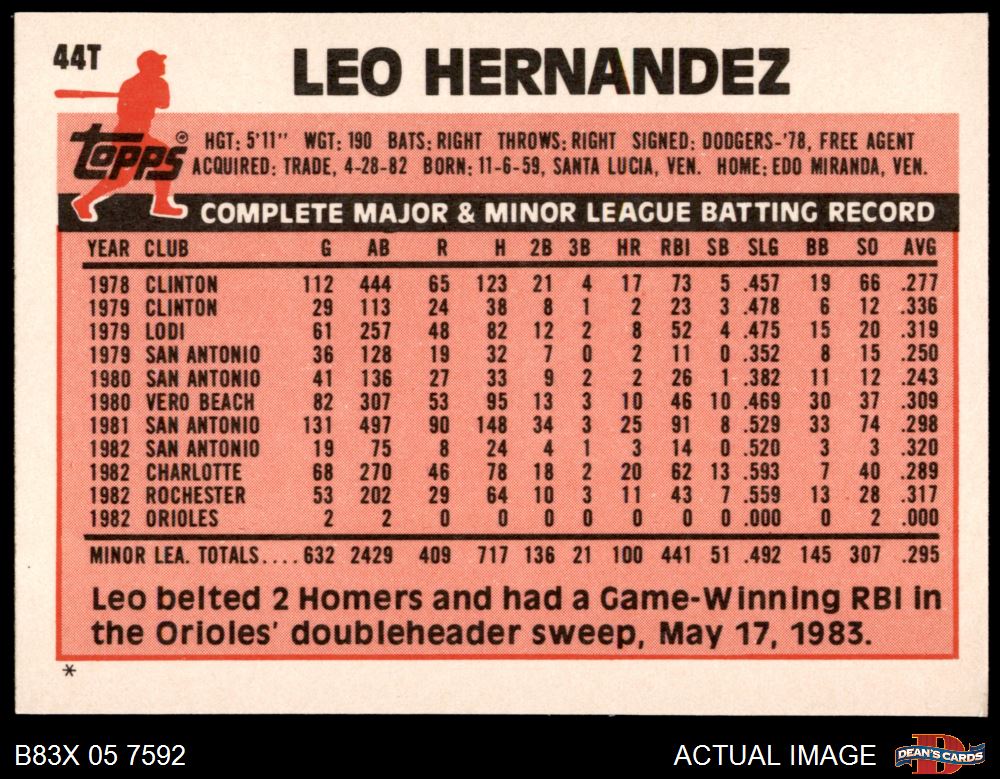 44T
LEO HERNANDEZ
topps ®
HGT: 5'11" WGT: 190 BATS: RIGHT THROWS: RIGHT SIGNED: DODGERS-'78, FREE AGENT
ACQUIRED: TRADE, 4-28-82 BORN: 11-6-59, SANTA LUCIA, VEN. HOME: EDO MIRANDA, VEN.
COMPLETE MAJOR & MINOR LEAGUE BATTING RECORD
YEAR CLUB G AB R H 2B 3B HR RBI SB SLG BB SO AVG
1978 CLINTON 112 444 65 123 21 4 17 73 5 .457 19 66 .277
1979 CLINTON 29 113 24 38 8 1 2 23 3 .478 6 12 .336
1979 LODI 61 257 48 82 12 2 8 52 4 .475 15 20 .319
1979 SAN ANTONIO 36 128 19 32 7 0 2 11 0 .352 8 15 .250
1980 SAN ANTONIO 41 136 27 33 9 2 2 26 1 .382 11 12 .243
1980 VERO BEACH 82 307 53 95 13 3 10 46 10 .469 30 37 .309
1981 SAN ANTONIO 131 497 90 148 34 3 25 91 8 .529 33 74 .298
1982 SAN ANTONIO 19 75 8 24 4 1 3 14 0 .520 3 3 .320
1982 CHARLOTTE 68 270 46 78 18 2 20 62 13 .593 7 40 .289
1982 ROCHESTER 53 202 29 64 10 3 11 43 7 .559 13 28 .317
1982 ORIOLES 2 2 0 0 0 0 0 0 0 .000 0 2 .000
MINOR LEA. TOTALS.... 632 2429 409 717 136 21 100 441 51 .492 145 307 .295
Leo belted 2 Homers and had a Game-Winning RBI in
the Orioles' doubleheader sweep, May 17, 1983.
*
B83X 05 7592 ACTUAL IMAGE DEAN'S CARDS